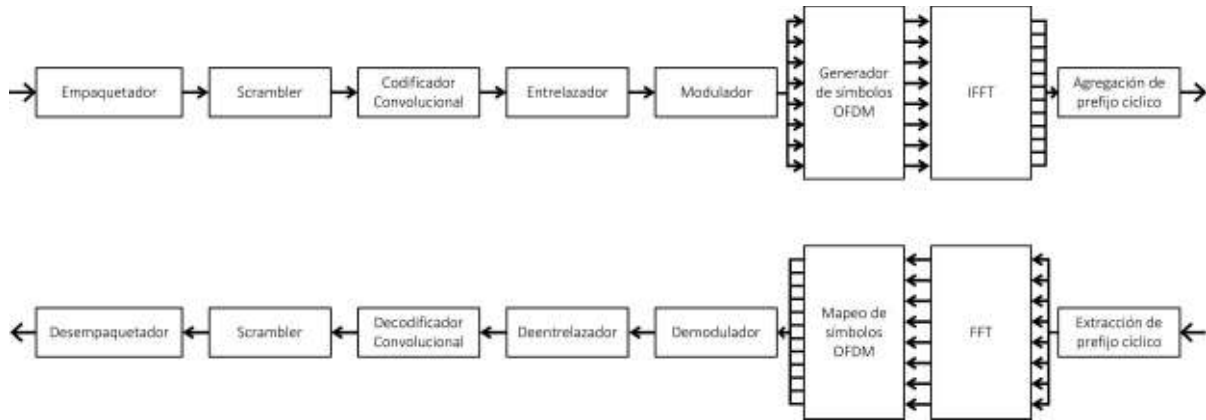 Empaquetador
Scrambler
Codificador
Convolucional
Entrelazador
Modulador
Generador
de símbolos
OFDM
IFFT
Agregación de
prefijo cíclico
Desempaquetador
Scrambler
Decodificador
Convolucional
Deentrelazador
Demodulador
Mapeo de
símbolos
OFDM
FFT
Extracción de
prefijo cíclico